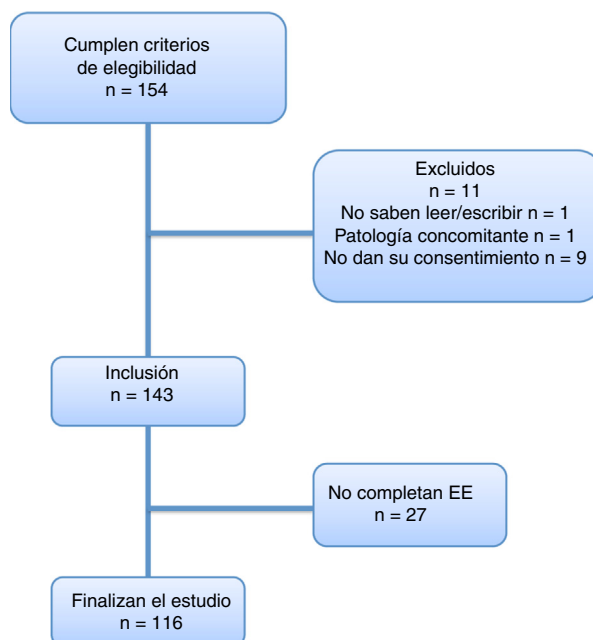 Cumplen criterios
de elegibilidad
n = 154
Excluidos
n = 11
No saben leer/escribir n = 1
Patología concomitante n = 1
No dan su consentimiento n = 9
Inclusión
n = 143
No completan EE
n = 27
Finalizan el estudio
n = 116